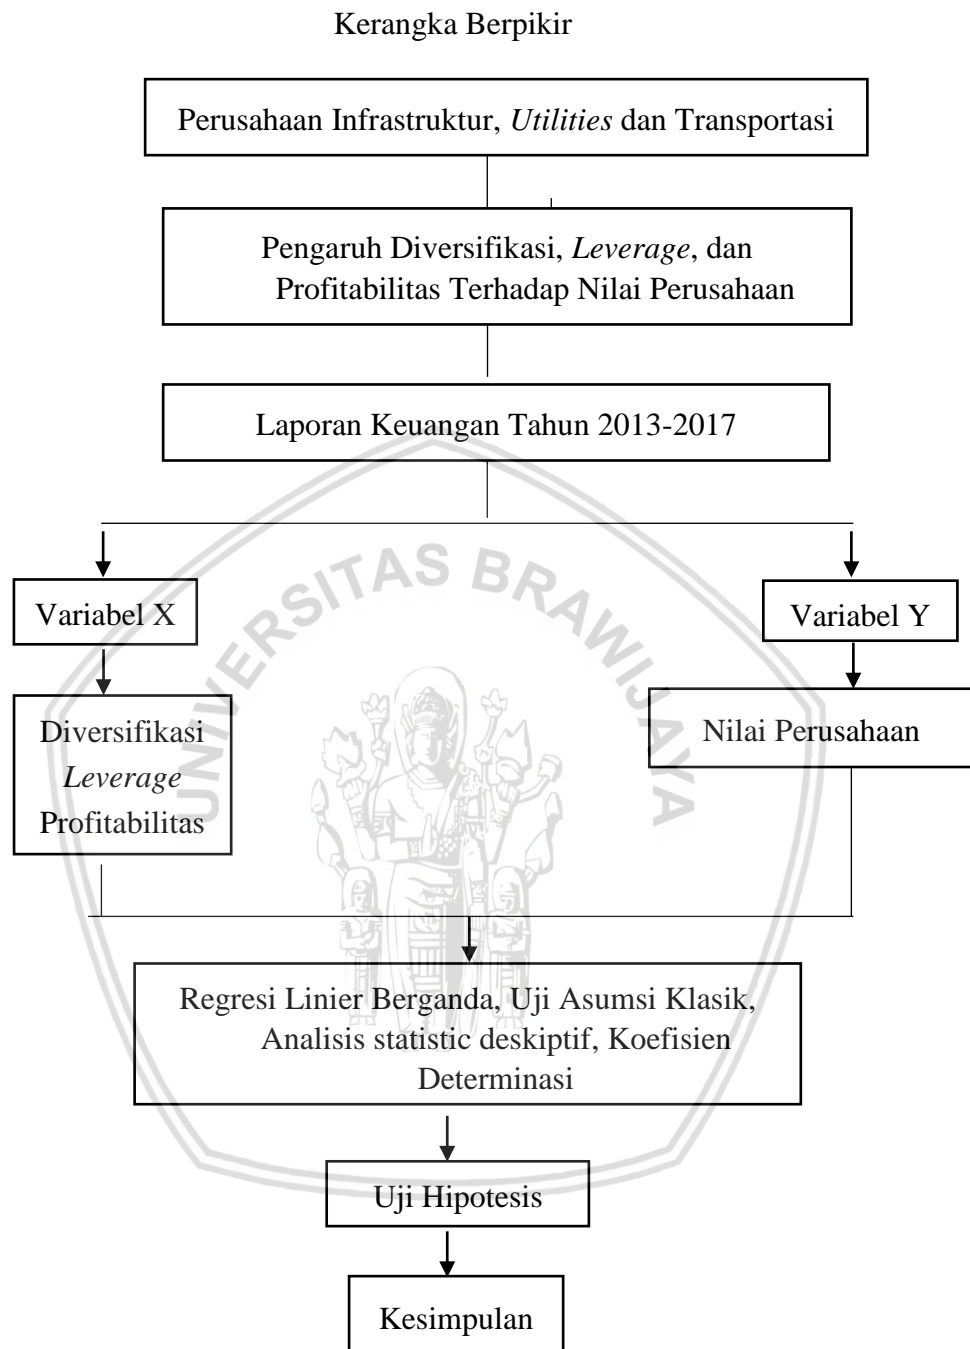 Kerangka Berpikir
Perusahaan Infrastruktur, Utilities dan Transportasi
Pengaruh Diversifikasi, Leverage, dan
Profitabilitas Terhadap Nilai Perusahaan
Laporan Keuangan Tahun 2013-2017
UNIVERSITAS BRAWIJAYA
Variabel X
Variabel Y
Diversifikasi
Leverage
Profitabilitas
Nilai Perusahaan
Regresi Linier Berganda, Uji Asumsi Klasik,
Analisis statistic deskiptif, Koefisien
Determinasi
Uji Hipotesis
Kesimpulan